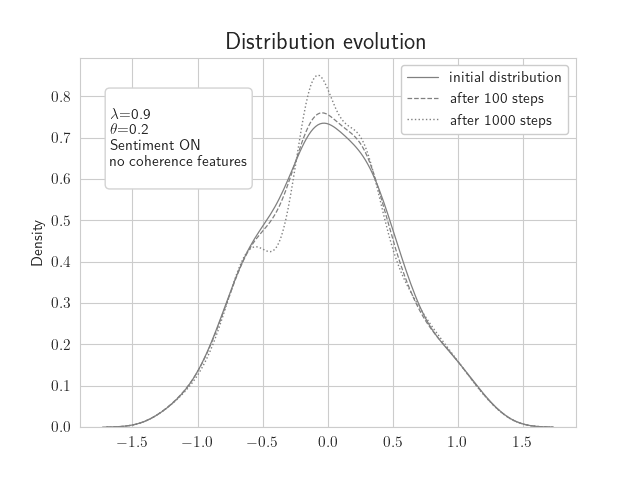 Distribution evolution
initial distribution
after 100 steps
after 1000 steps
λ=0.9
θ=0.2
Sentiment ON
no coherence features
Density
0.8
0.7
0.6
0.5
0.4
0.3
0.2
0.1
0.0
−1.5 −1.0 −0.5 0.0 0.5 1.0 1.5